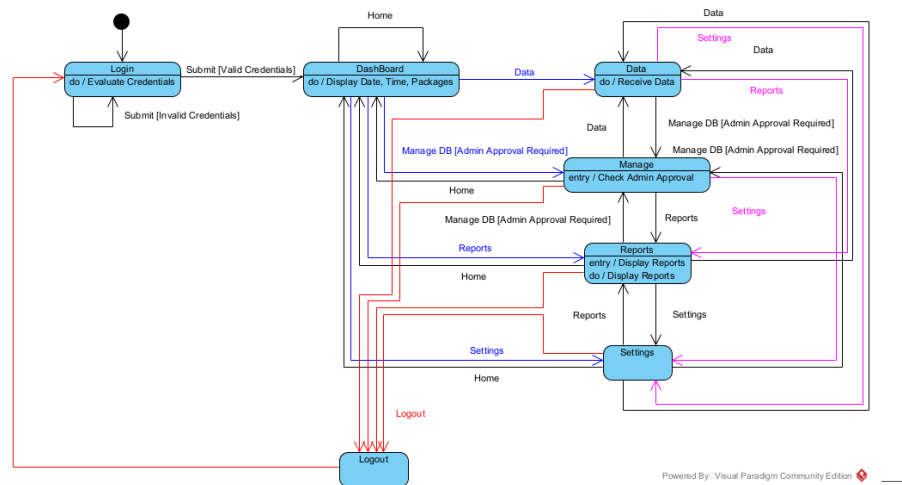 Home
Data
Settings
Data
Login
do / Evaluate Credentials
Submit [Valid Credentials]
DashBoard
do / Display Date, Time, Packages
Data
Data
do / Receive Data
Reports
Submit [Invalid Credentials]
Data
Manage DB [Admin Approval Required]
Manage DB [Admin Approval Required]
Manage DB [Admin Approval Required]
Manage
entry / Check Admin Approval
Home
Manage DB [Admin Approval Required]
Reports
Settings
Reports
Reports
entry / Display Reports
do / Display Reports
Home
Reports
Settings
Settings
Settings
Home
Logout
Logout
Powered By Visual Paradigm Community Edition